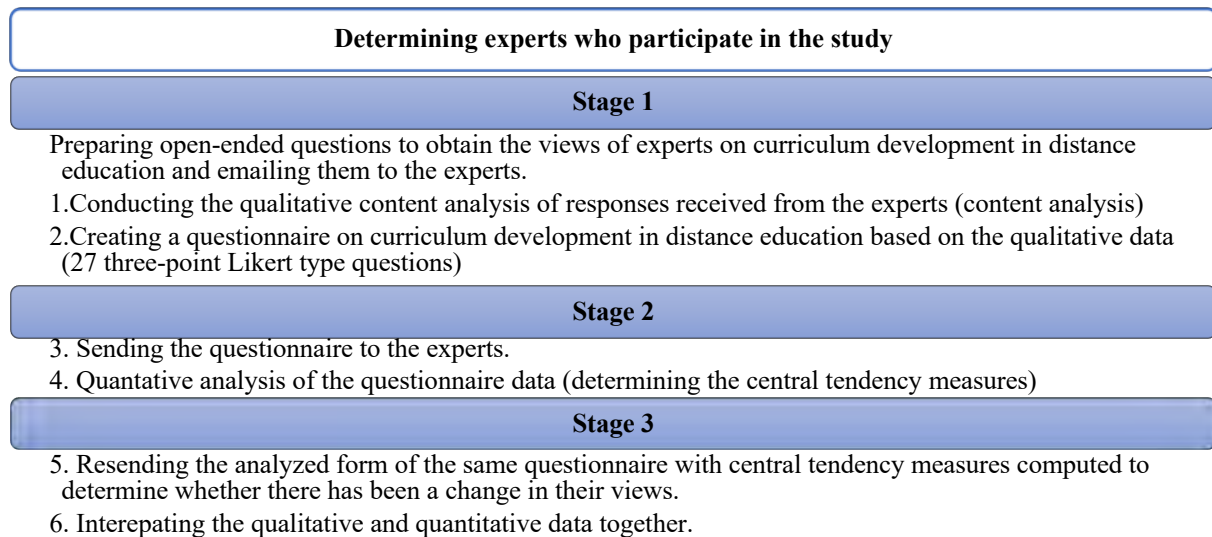 Determining experts who participate in the study
Stage 1
Preparing open-ended questions to obtain the views of experts on curriculum development in distance
education and emailing them to the experts.
1.Conducting the qualitative content analysis of responses received from the experts (content analysis)
2.Creating a questionnaire on curriculum development in distance education based on the qualitative data
(27 three-point Likert type questions)
Stage 2
3. Sending the questionnaire to the experts.
4. Quantative analysis of the questionnaire data (determining the central tendency measures)
Stage 3
5. Resending the analyzed form of the same questionnaire with central tendency measures computed to
determine whether there has been a change in their views.
6. Interepating the qualitative and quantitative data together.